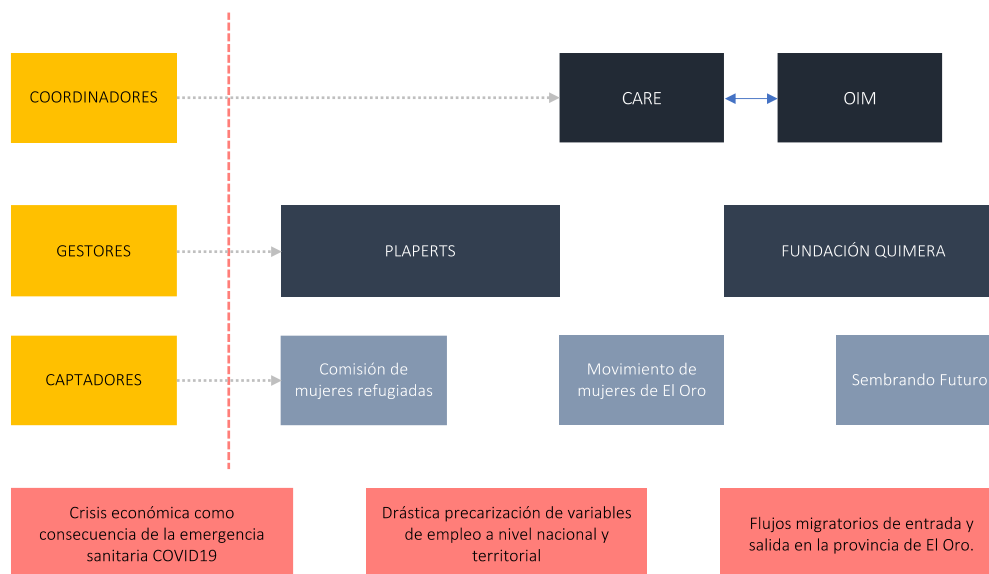 COORDINADORES
CARE
OIM
GESTORES
PLAPERTS
FUNDACIÓN QUIMERA
CAPTADORES
Comisión de
mujeres refugiadas
Movimiento de
mujeres de El Oro
Sembrando Futuro
Crisis económica como
consecuencia de la emergencia
sanitaria COVID19
Drástica precarización de variables
de empleo a nivel nacional y
territorial
Flujos migratorios de entrada y
salida en la provincia de El Oro.